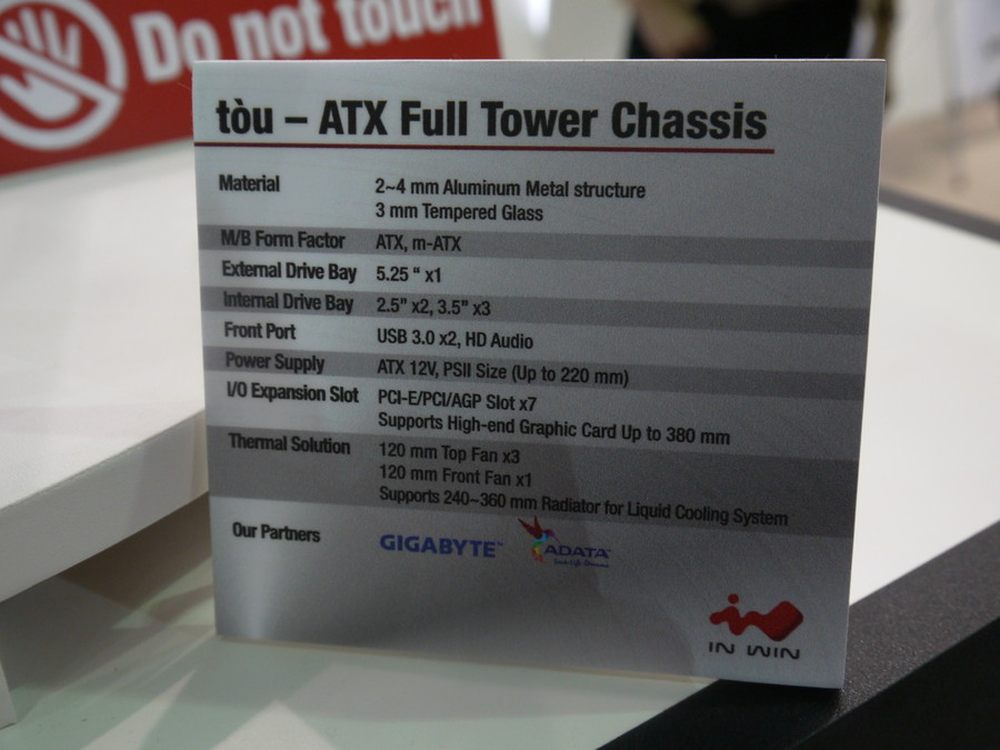 Do not touch
tòu – ATX Full Tower Chassis
Material 2~4 mm Aluminum Metal structure
3 mm Tempered Glass
M/B Form Factor ATX, m-ATX
External Drive Bay 5.25 “ x1
Internal Drive Bay 2.5” x2, 3.5” x3
Front Port USB 3.0 x2, HD Audio
Power Supply ATX 12V, PSII Size (Up to 220 mm)
I/O Expansion Slot PCI-E/PCI/AGP Slot x7
Supports High-end Graphic Card Up to 380 mm
Thermal Solution 120 mm Top Fan x3
120 mm Front Fan x1
Supports 240~360 mm Radiator for Liquid Cooling System
Our Partners GIGABYTE™ ADATA
IN WIN